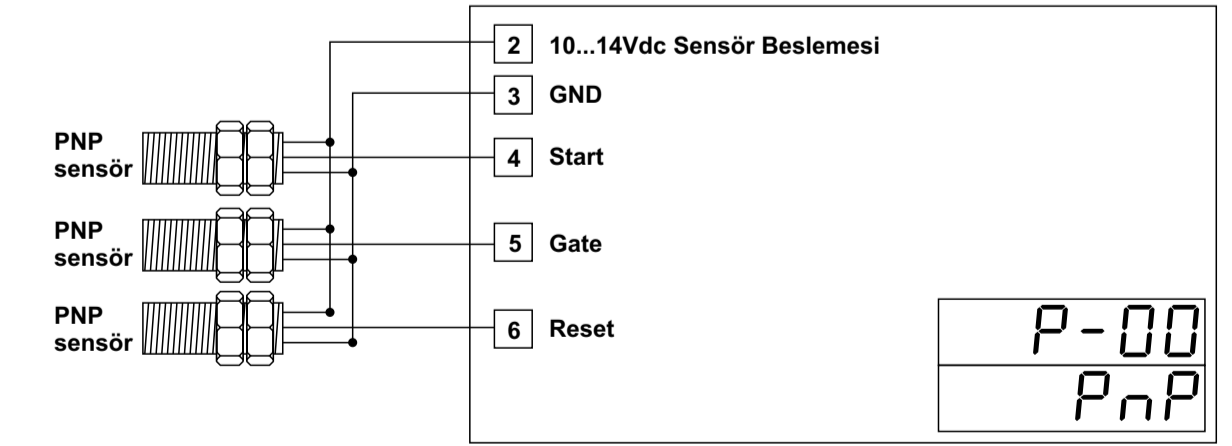 2 10...14Vdc Sensör Beslemesi
3 GND
PNP
sensör
4 Start
PNP
sensör
5 Gate
PNP
sensör
6 Reset
P-00
PnP